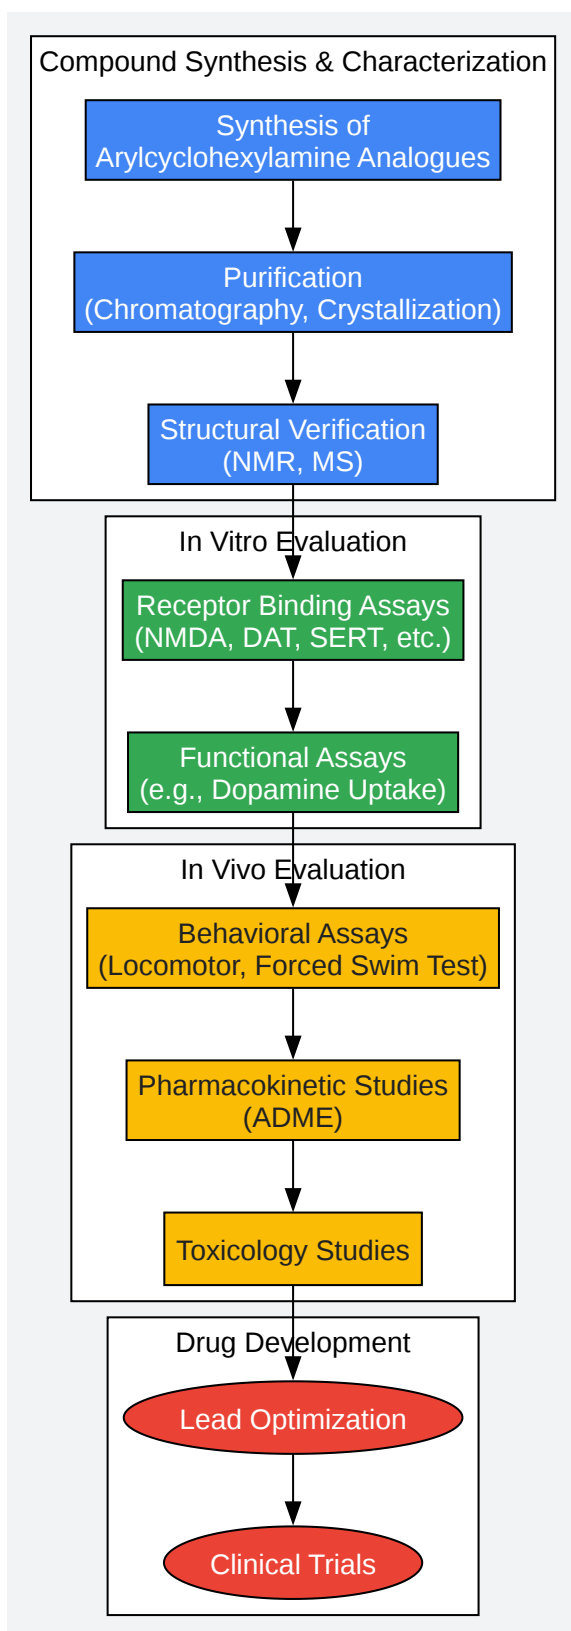 Compound Synthesis & Characterization
Synthesis of
Arylcyclohexylamine Analogues
Purification
(Chromatography, Crystallization)
Structural Verification
(NMR, MS)
In Vitro Evaluation
Receptor Binding Assays
(NMDA, DAT, SERT, etc.)
Functional Assays
(e.g., Dopamine Uptake)
In Vivo Evaluation
Behavioral Assays
(Locomotor, Forced Swim Test)
Pharmacokinetic Studies
(ADME)
Toxicology Studies
Drug Development
Lead Optimization
Clinical Trials